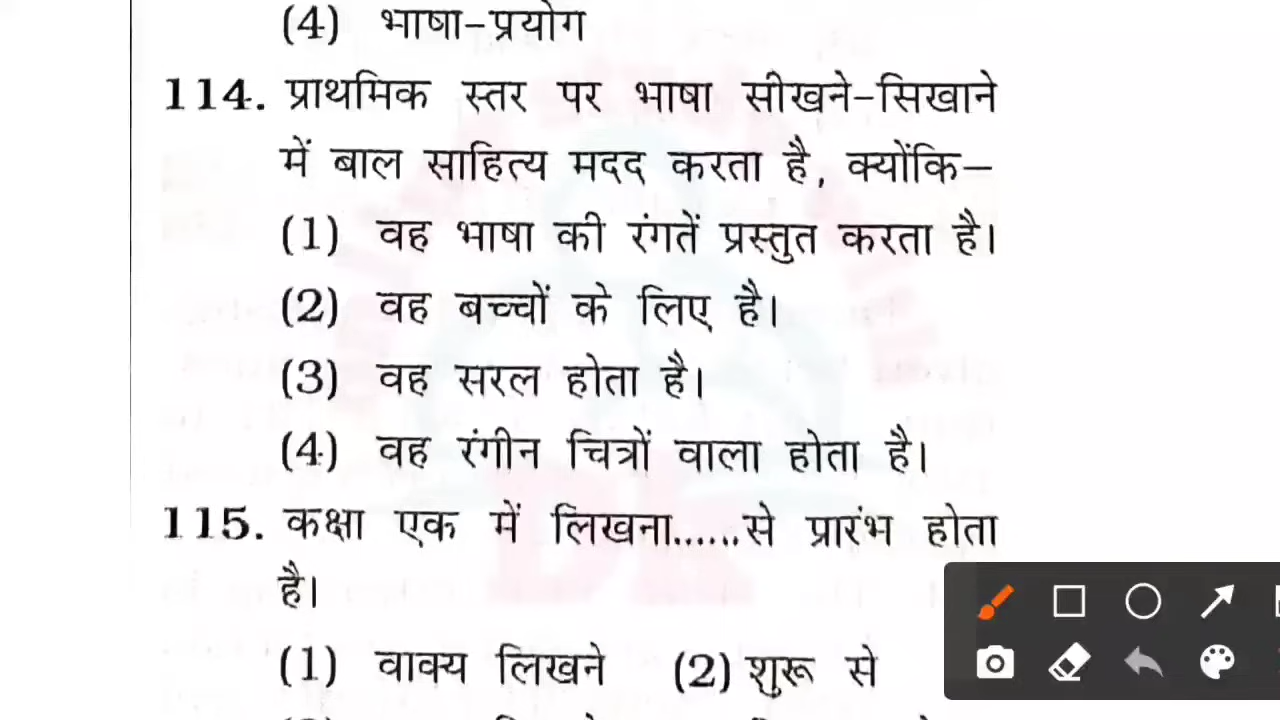 (4) भाषा-प्रयोग
114. प्राथमिक स्तर पर भाषा सीखने-सिखाने
में बाल साहित्य मदद करता है, क्योंकि–
(1) वह भाषा की रंगतें प्रस्तुत करता है।
(2) वह बच्चों के लिए है।
(3) वह सरल होता है।
(4) वह रंगीन चित्रों वाला होता है।
115. कक्षा एक में लिखना......से प्रारंभ होता
है।
(1) वाक्य लिखने (2) शुरू से